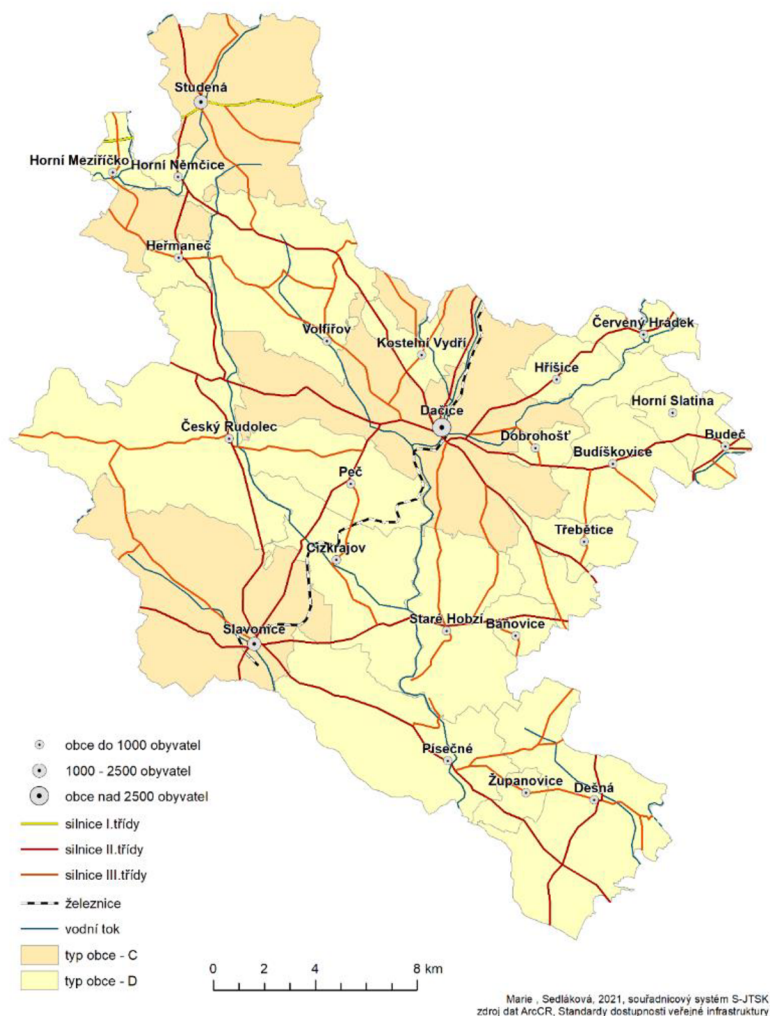 Studená
Horní Meziříčko
Horní Němčice
Heřmaneč
Volfířov
Kostelní Vydří
Červený Hrádek
Hříšice
Horní Slatina
Dačice
Český Rudolec
Dobrohošť
Budíškovice
Budeč
Peč
Třebětice
Cizkrajov
Slavonice
Staré Hobzí
Báňovice
Písečné
Županovice
Dešná
obce do 1000 obyvatel
1000 - 2500 obyvatel
obce nad 2500 obyvatel
silnice I.třídy
silnice II.třídy
silnice III.třídy
železnice
vodní tok
typ obce - C
typ obce - D
0 2 4 8 km
Marie , Sedláková, 2021, souřadnicový systém S-JTSK
zdroj dat ArcCR, Standardy dostupnosti veřejné infrastruktury